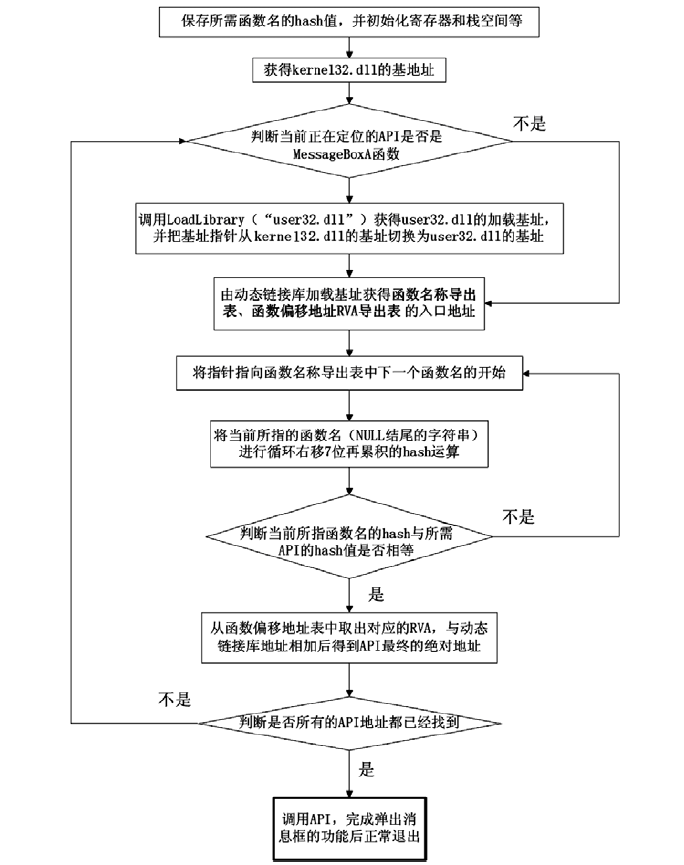 保存所需函数名的hash值，并初始化寄存器和栈空间等
获得kernel32.dll的基地址
判断当前正在定位的API是否是
MessageBoxA函数
不是
调用LoadLibrary（“user32.dll”）获得user32.dll的加载基址，
并把基址指针从kernel32.dll的基址切换为user32.dll的基址
由动态链接库加载基址获得函数名称导出
表、函数偏移地址RVA导出表 的入口地址
将指针指向函数名称导出表中下一个函数名的开始
将当前所指的函数名（NULL结尾的字符串）
进行循环右移7位再累积的hash运算
判断当前所指函数名的hash与所需
API的hash值是否相等
不是
是
从函数偏移地址表中取出对应的RVA，与动态
链接库地址相加后得到API最终的绝对地址
不是
判断是否所有的API地址都已经找到
是
调用API，完成弹出消
息框的功能后正常退出